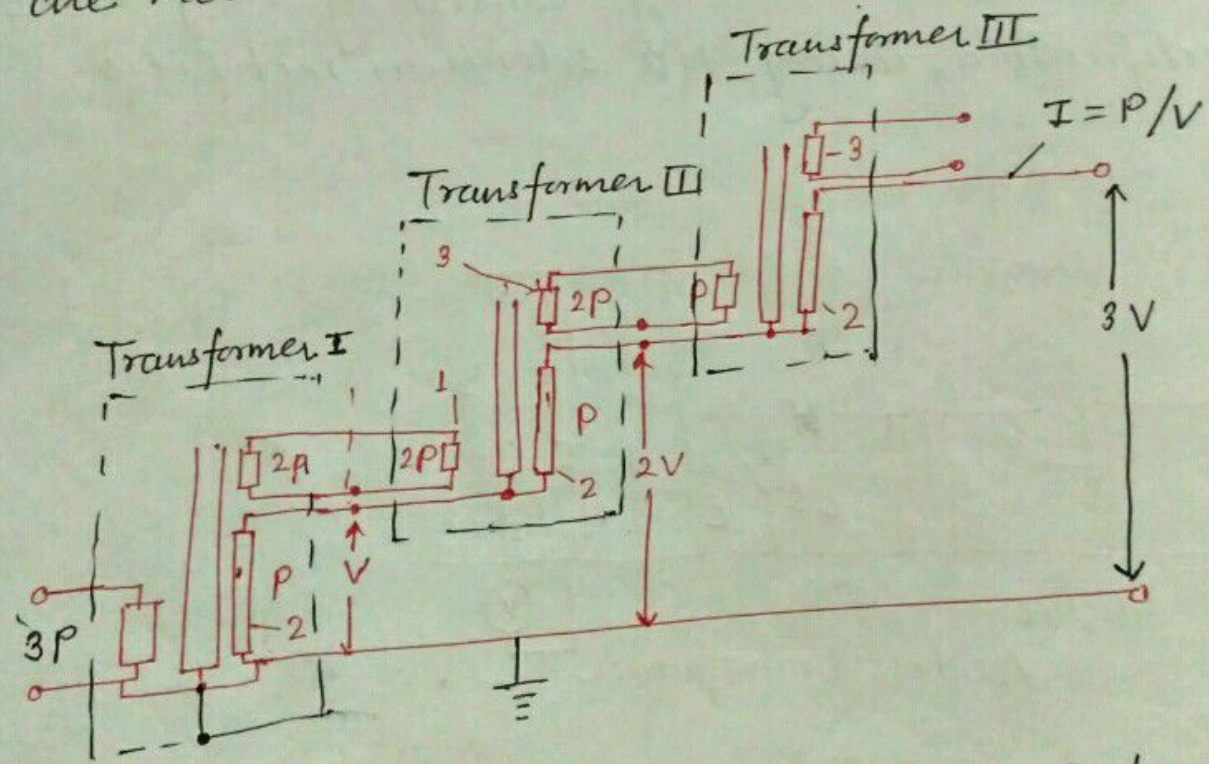 Transformer III
I = P/V
-3
Transformer II
3
2P
P
2
3V
Transformer I
1
2P
2P
P
2
2V
P
V
2
3P